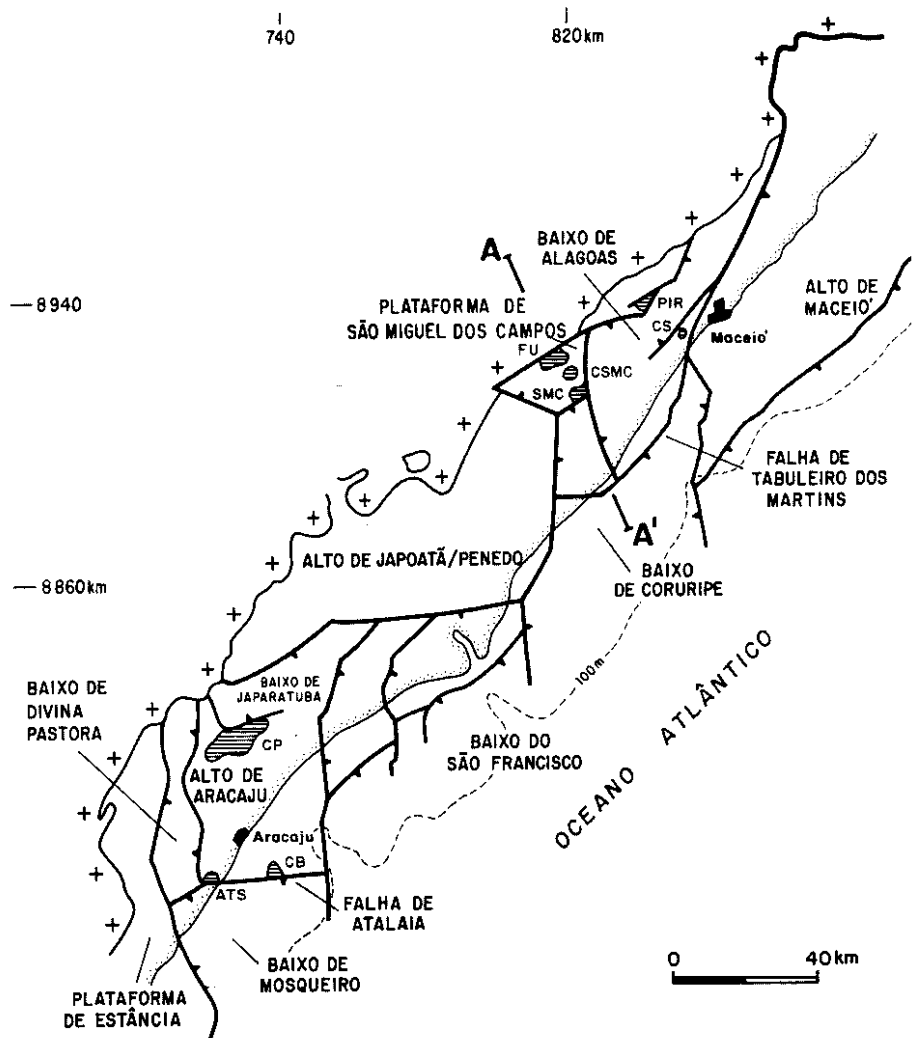 740
820km
A
BAIXO DE
ALAGOAS
8940
PLATAFORMA DE
SÃO MIGUEL DOS CAMPOS
PIR
ALTO DE
MACEIO'
CS
Maceio'
FU
CSMC
SMC
FALHA DE
TABULEIRO DOS
MARTINS
A'
ALTO DE JAPOATÃ/PENEDO
BAIXO
DE CORURIPE
8860km
100m
OCEANO ATLÂNTICO
BAIXO DE
DIVINA
PASTORA
BAIXO DE
JAPARATUBA
CP
BAIXO DO
SÃO FRANCISCO
ALTO DE
ARACAJU
Aracaju
CB
ATS
FALHA DE
ATALAIA
BAIXO DE
MOSQUEIRO
PLATAFORMA
DE ESTÂNCIA
0 40km